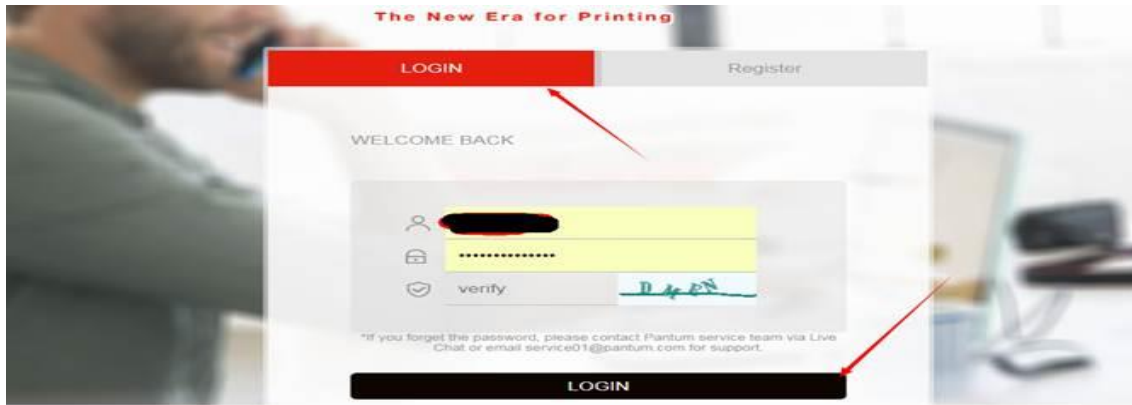 The New Era for Printing
LOGIN Register
WELCOME BACK
verify
*If you forget the password, please contact Pantum service team via Live
Chat or email service01@pantum.com for support.
LOGIN